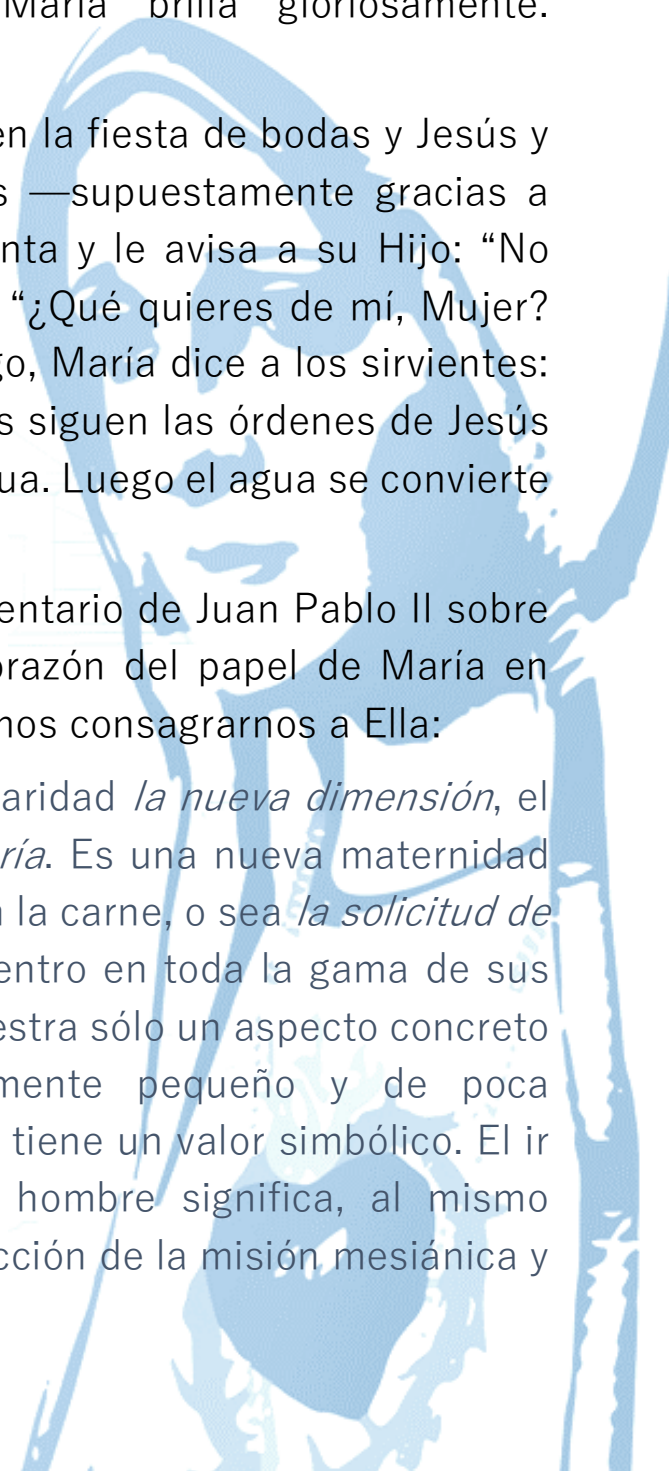 María brilla gloriosamente.
en la fiesta de bodas y Jesús y
s —supuestamente gracias a
nta y le avisa a su Hijo: “No
“¿Qué quieres de mí, Mujer?
go, María dice a los sirvientes:
s siguen las órdenes de Jesús
ua. Luego el agua se convierte
entario de Juan Pablo II sobre
orazón del papel de María en
nos consagrarnos a Ella:
aridad la nueva dimensión, el
ría. Es una nueva maternidad
n la carne, o sea la solicitud de
entro en toda la gama de sus
estra sólo un aspecto concreto
mente pequeño y de poca
tiene un valor simbólico. El ir
hombre significa, al mismo
cción de la misión mesiánica y